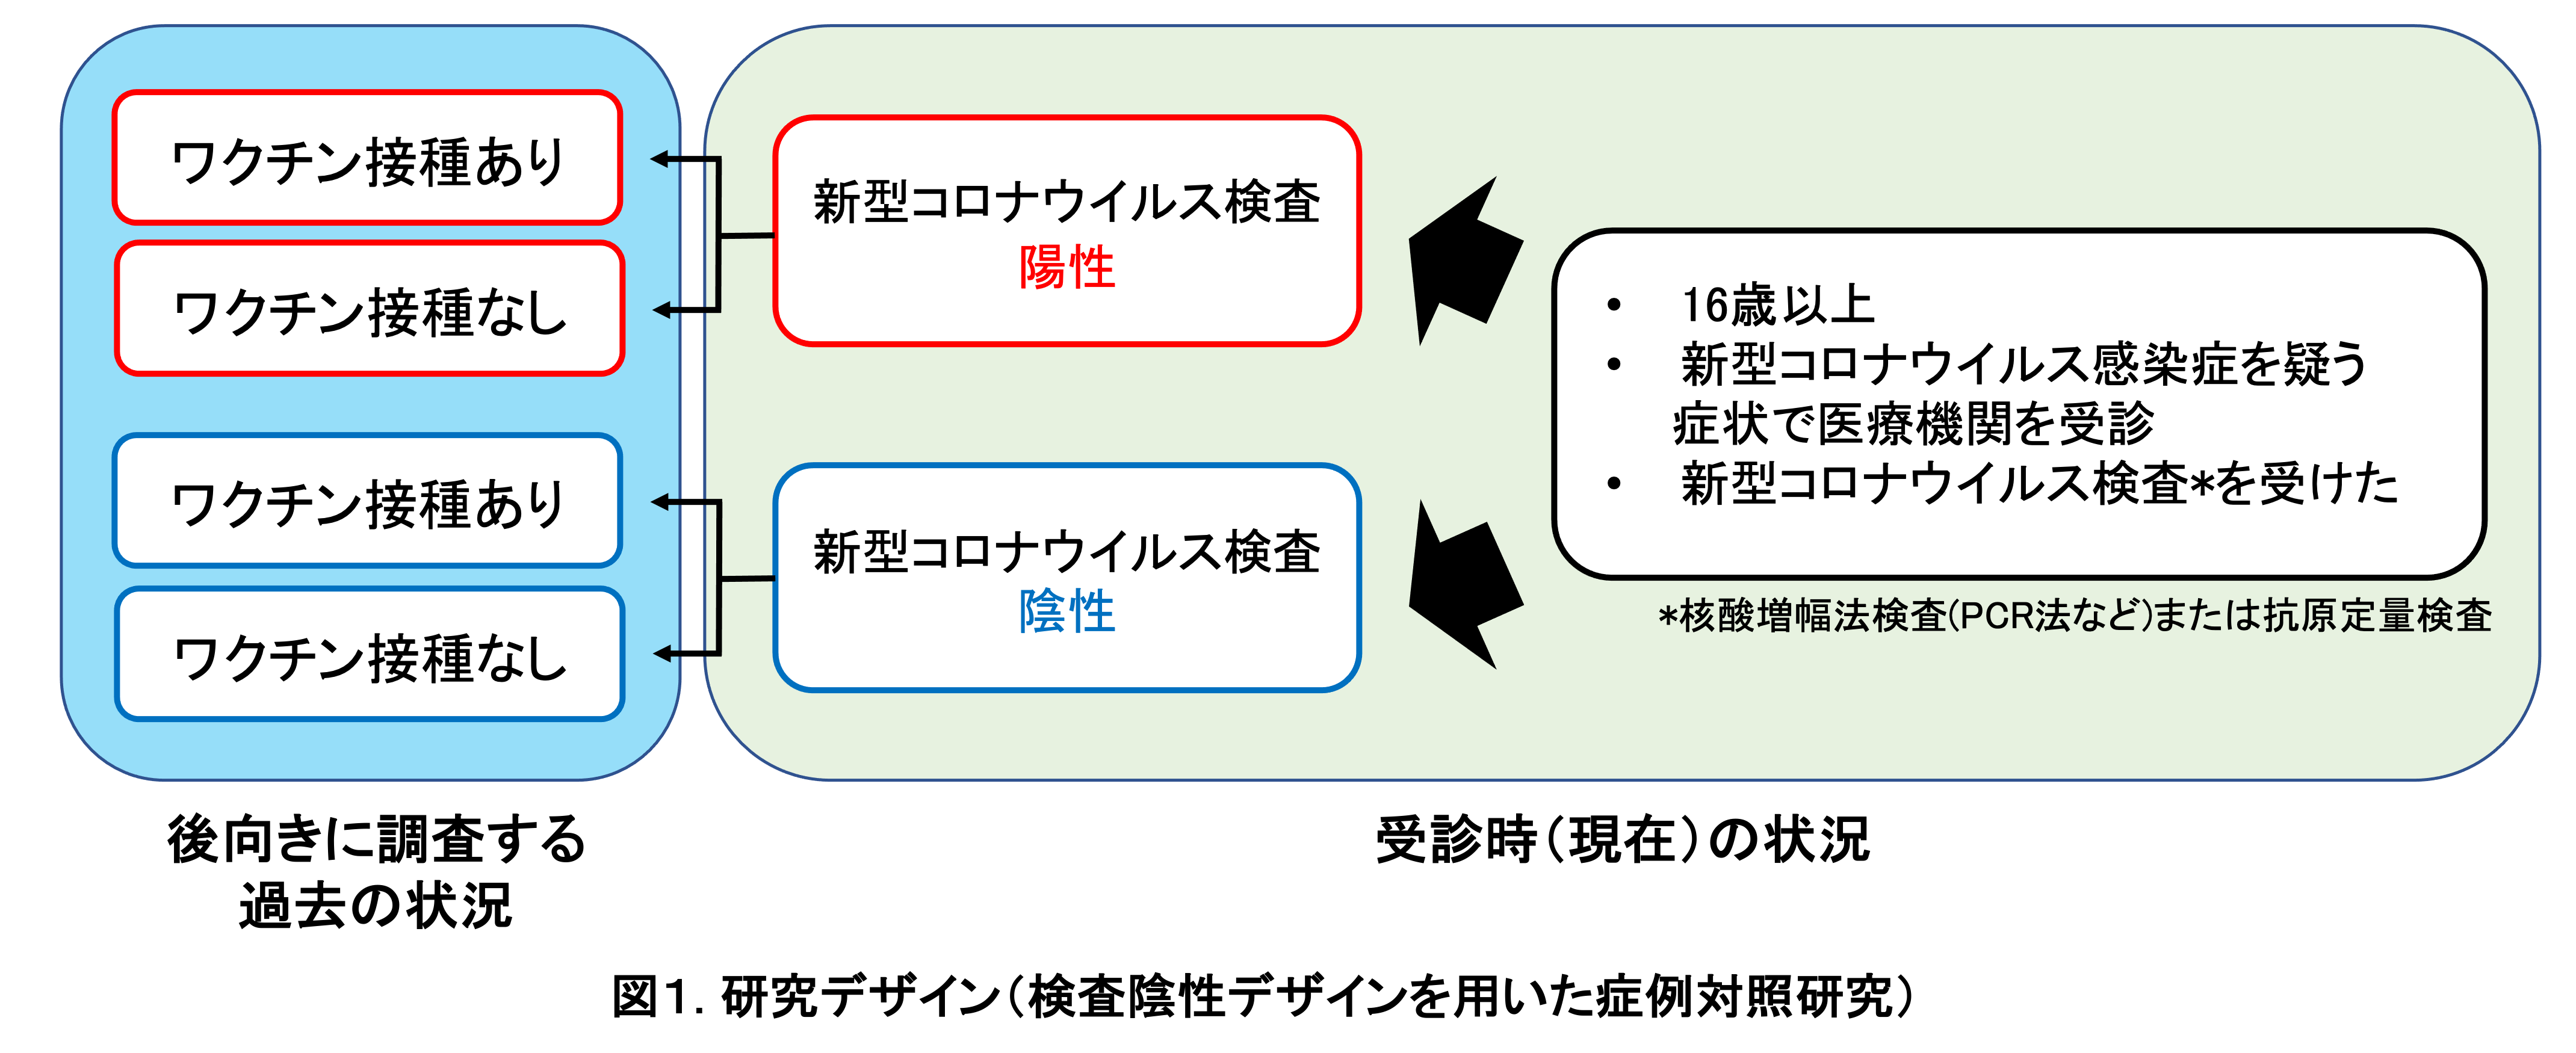 ワクチン接種あり
ワクチン接種なし
ワクチン接種あり
ワクチン接種なし
新型コロナウイルス検査
陽性
新型コロナウイルス検査
陰性
• 16歳以上
• 新型コロナウイルス感染症を疑う
症状で医療機関を受診
• 新型コロナウイルス検査*を受けた
*核酸増幅法検査(PCR法など)または抗原定量検査
後向きに調査する
過去の状況
受診時(現在)の状況
図1. 研究デザイン(検査陰性デザインを用いた症例対照研究)